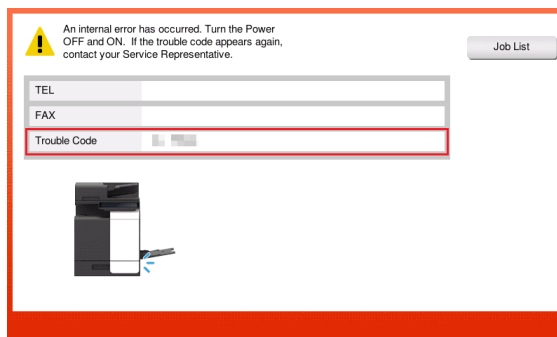 An internal error has occurred. Turn the Power
OFF and ON. If the trouble code appears again,
contact your Service Representative.
Job List
TEL
FAX
Trouble Code